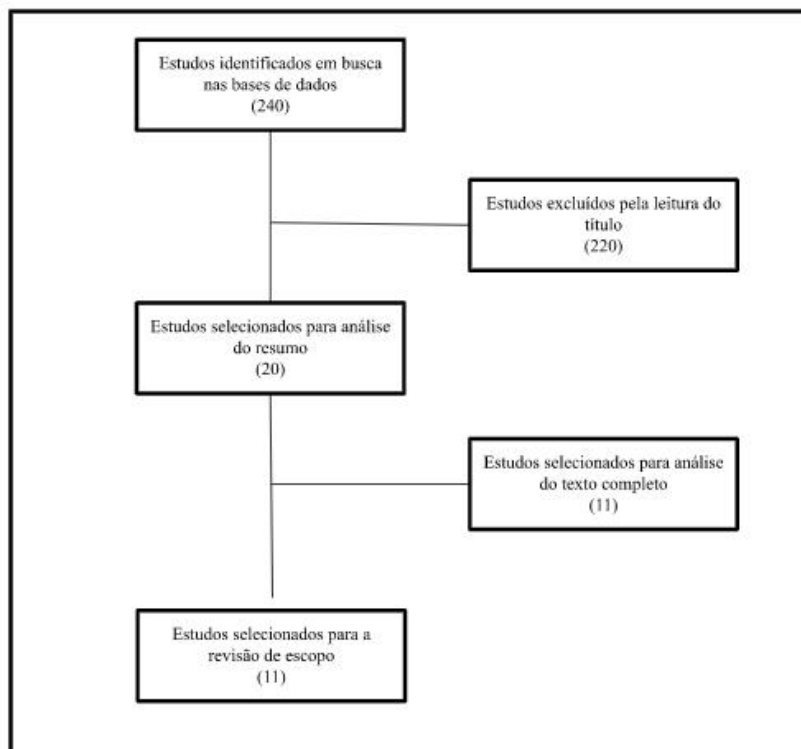 Estudos identificados em busca
nas bases de dados
(240)
Estudos excluídos pela leitura do
título
(220)
Estudos selecionados para análise
do resumo
(20)
Estudos selecionados para análise
do texto completo
(11)
Estudos selecionados para a
revisão de escopo
(11)